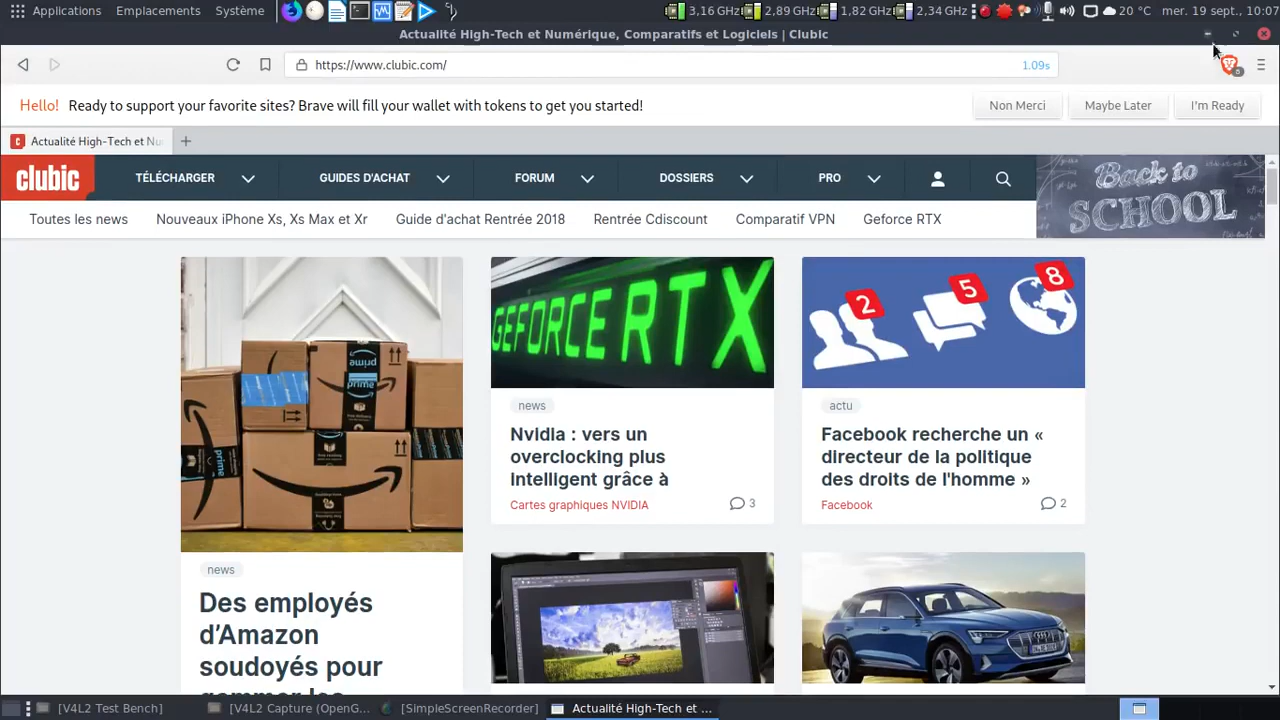 Applications Emplacements Système 3,16 GHz 2,89 GHz 1,82 GHz 2,34 GHz 20 °C mer. 19 sept., 10:07
Actualité High-Tech et Numérique, Comparatifs et Logiciels | Clubic
https://www.clubic.com/ 1.09s
8
Hello! Ready to support your favorite sites? Brave will fill your wallet with tokens to get you started! Non Merci Maybe Later I'm Ready
C Actualité High-Tech et Nu
clubic TÉLÉCHARGER GUIDES D'ACHAT FORUM DOSSIERS PRO
Back to
SCHOOL
Toutes les news Nouveaux iPhone Xs, Xs Max et Xr Guide d'achat Rentrée 2018 Rentrée Cdiscount Comparatif VPN Geforce RTX
prime
prime
news
Des employés
d'Amazon
soudoyés pour
GEFORCE RTX
news
Nvidia : vers un
overclocking plus
intelligent grâce à
Cartes graphiques NVIDIA 3
2 5 8
actu
Facebook recherche un «
directeur de la politique
des droits de l'homme »
Facebook 2
[V4L2 Test Bench] [V4L2 Capture (OpenG... [SimpleScreenRecorder] Actualité High-Tech et ...